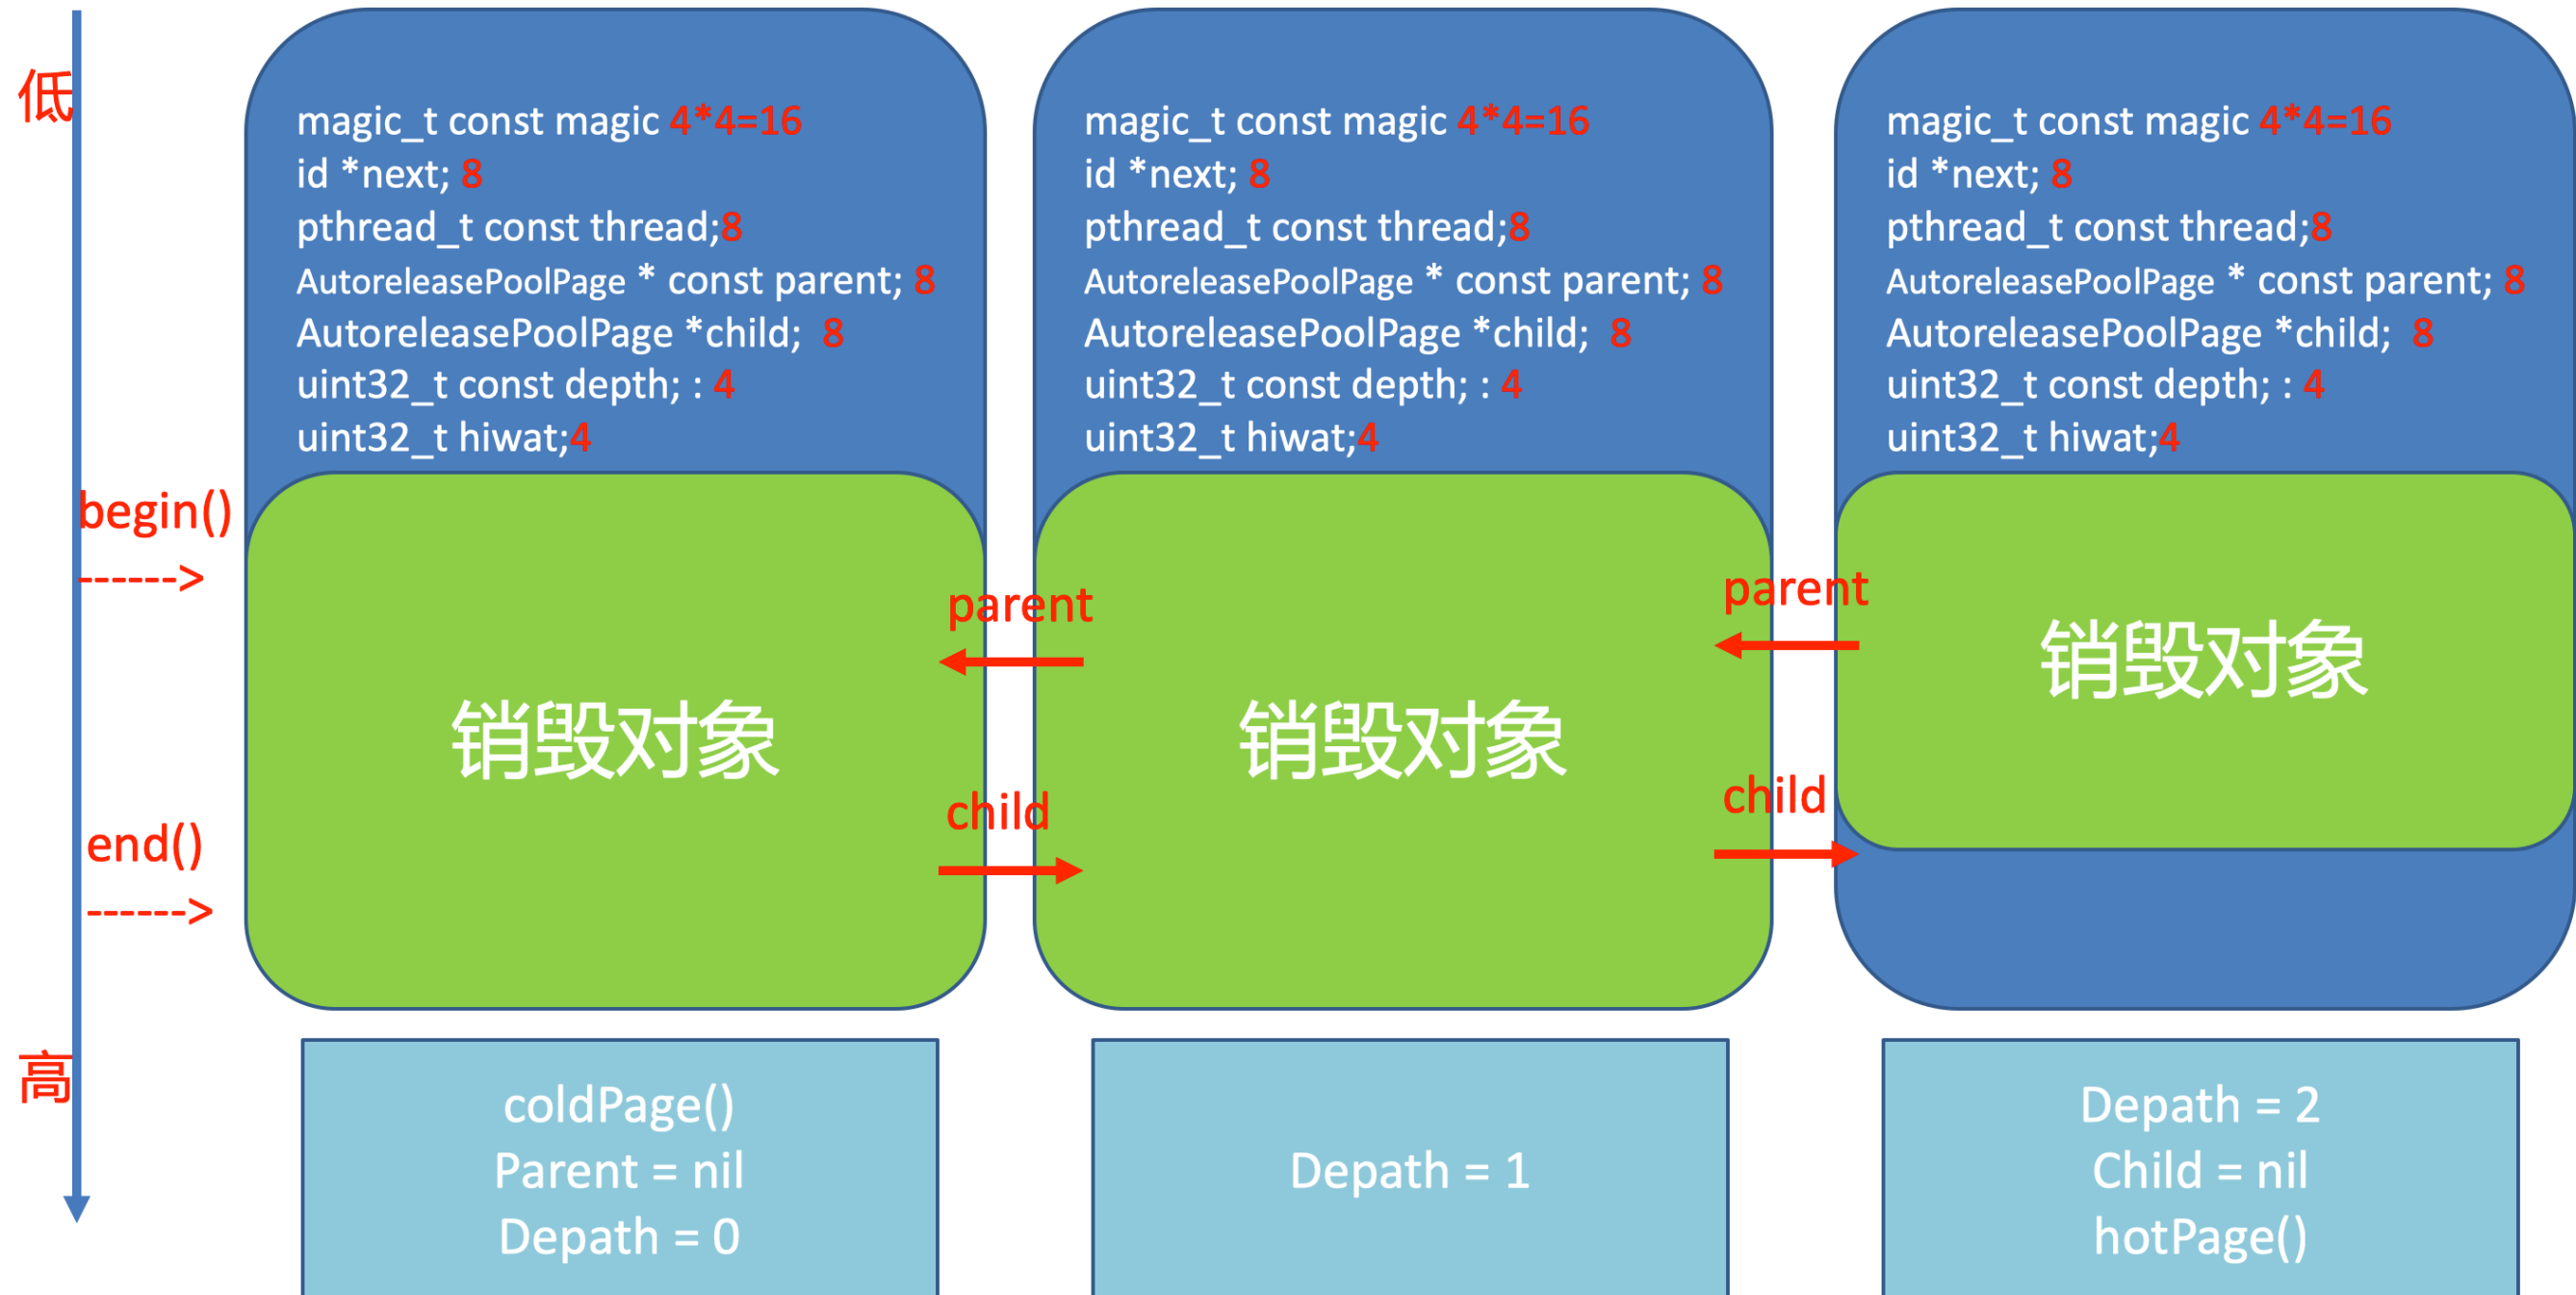 低
高
begin()
------>
end()
------>
magic_t const magic 4*4=16
id *next; 8
pthread_t const thread;8
AutoreleasePoolPage * const parent; 8
AutoreleasePoolPage *child;  8
uint32_t const depth; : 4
uint32_t hiwat;4
销毁对象
coldPage()
Parent = nil
Depath = 0
parent
child
magic_t const magic 4*4=16
id *next; 8
pthread_t const thread;8
AutoreleasePoolPage * const parent; 8
AutoreleasePoolPage *child;  8
uint32_t const depth; : 4
uint32_t hiwat;4
销毁对象
Depath = 1
parent
child
magic_t const magic 4*4=16
id *next; 8
pthread_t const thread;8
AutoreleasePoolPage * const parent; 8
AutoreleasePoolPage *child;  8
uint32_t const depth; : 4
uint32_t hiwat;4
销毁对象
Depath = 2
Child = nil
hotPage()